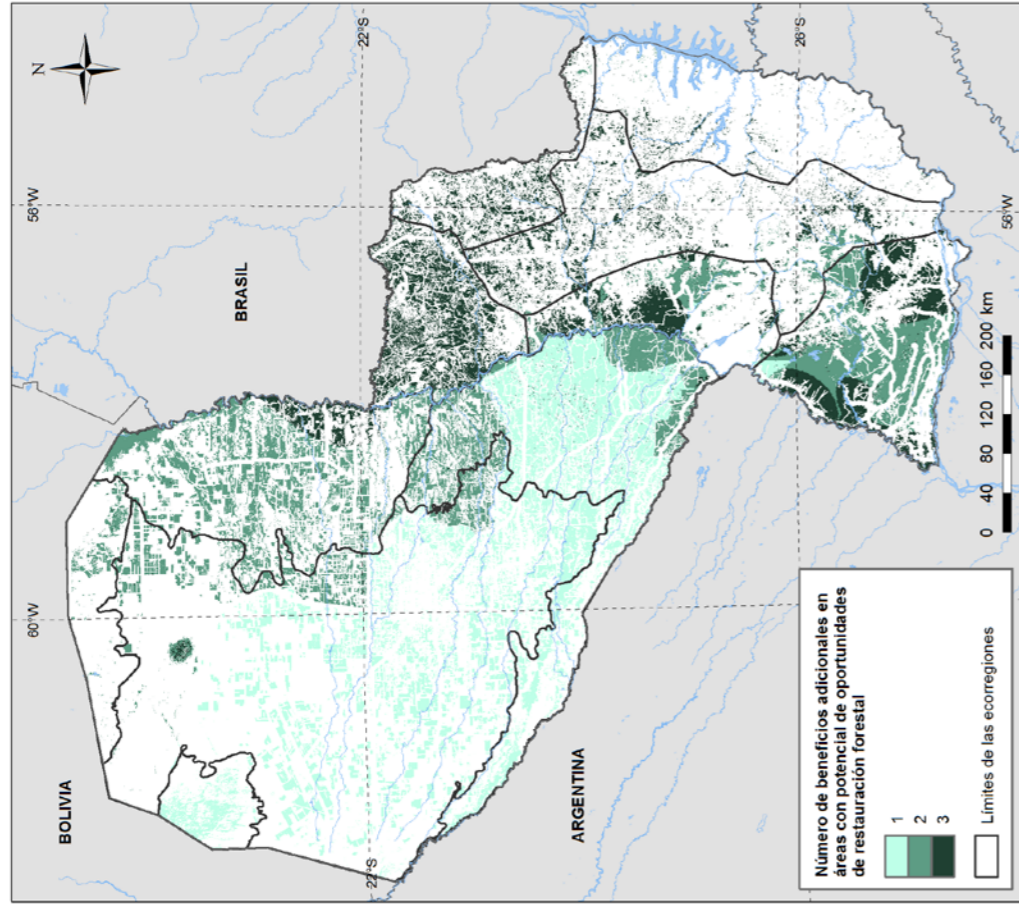 N
60°W
56°W
BOLIVIA
BRASIL
22°S
22°S
ARGENTINA
26°S
56°W
Número de beneficios adicionales en
áreas con potencial de oportunidades
de restauración forestal
1
2
3
Límites de las ecorregiones
0 40 80 120 160 200 km